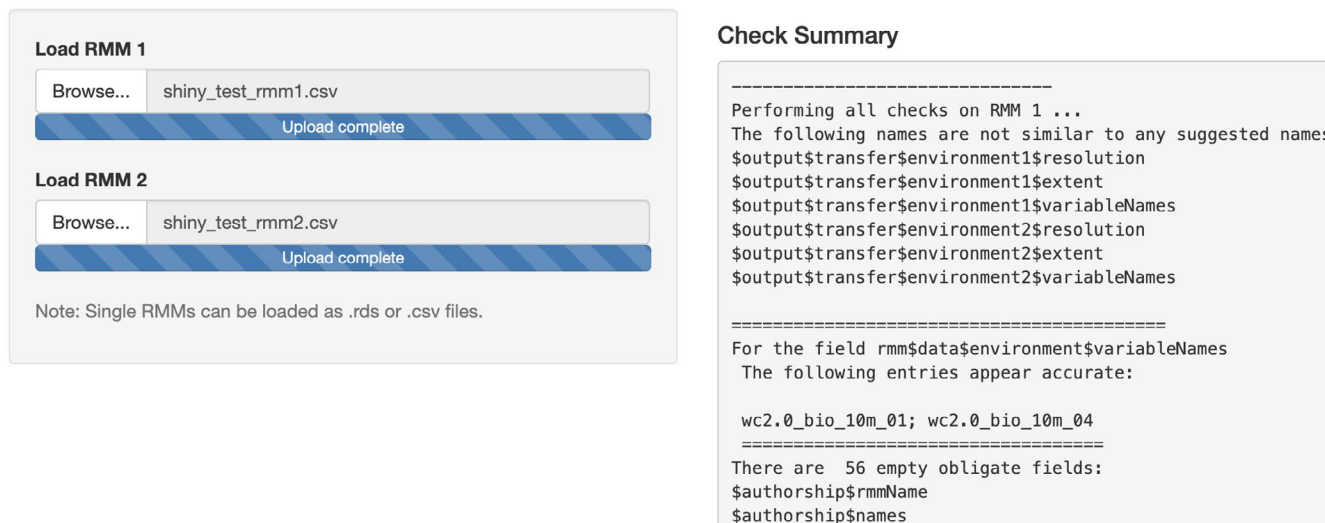 Load RMM 1
Browse... shiny_test_rmm1.csv
Upload complete
Load RMM 2
Browse... shiny_test_rmm2.csv
Upload complete
Note: Single RMMs can be loaded as .rds or .csv files.
Check Summary
-------------------------------
Performing all checks on RMM 1 ...
The following names are not similar to any suggested names
$output$transfer$environment1$resolution
$output$transfer$environment1$extent
$output$transfer$environment1$variableNames
$output$transfer$environment2$resolution
$output$transfer$environment2$extent
$output$transfer$environment2$variableNames
==========================================
For the field rmm$data$environment$variableNames
The following entries appear accurate:
wc2.0_bio_10m_01; wc2.0_bio_10m_04
===================================
There are  56 empty obligate fields:
$authorship$rmmName
$authorship$names